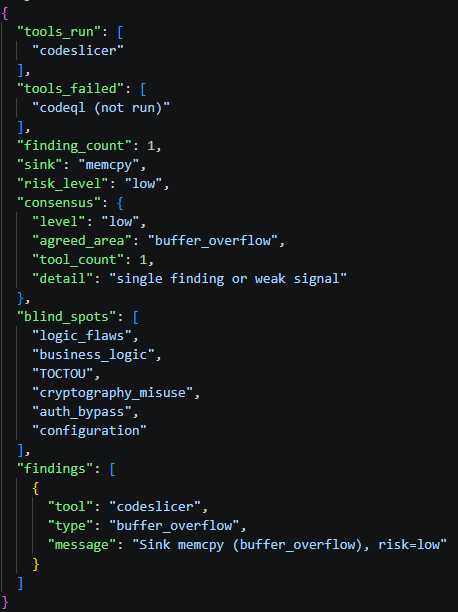 {
  "tools_run": [
    "codeslicer"
  ],
  "tools_failed": [
    "codeql (not run)"
  ],
  "finding_count": 1,
  "sink": "memcpy",
  "risk_level": "low",
  "consensus": {
    "level": "low",
    "agreed_area": "buffer_overflow",
    "tool_count": 1,
    "detail": "single finding or weak signal"
  },
  "blind_spots": [
    "logic_flaws",
    "business_logic",
    "TOCTOU",
    "cryptography_misuse",
    "auth_bypass",
    "configuration"
  ],
  "findings": [
    {
      "tool": "codeslicer",
      "type": "buffer_overflow",
      "message": "Sink memcpy (buffer_overflow), risk=low"
    }
  ]
}